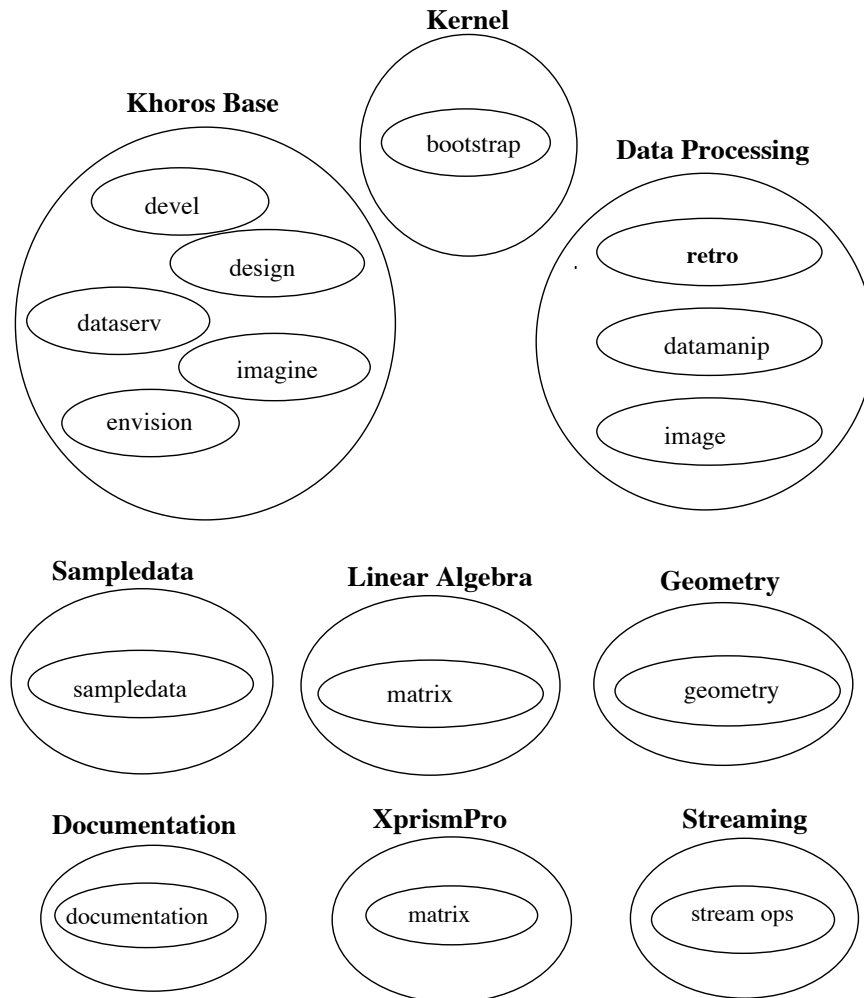 Kernel
Khoros Base
bootstrap
Data Processing
devel
design
retro
dataserv
datamanip
imagine
envision
image
Sampledata
Linear Algebra
Geometry
sampledata
matrix
geometry
Documentation
XprismPro
Streaming
documentation
matrix
stream ops